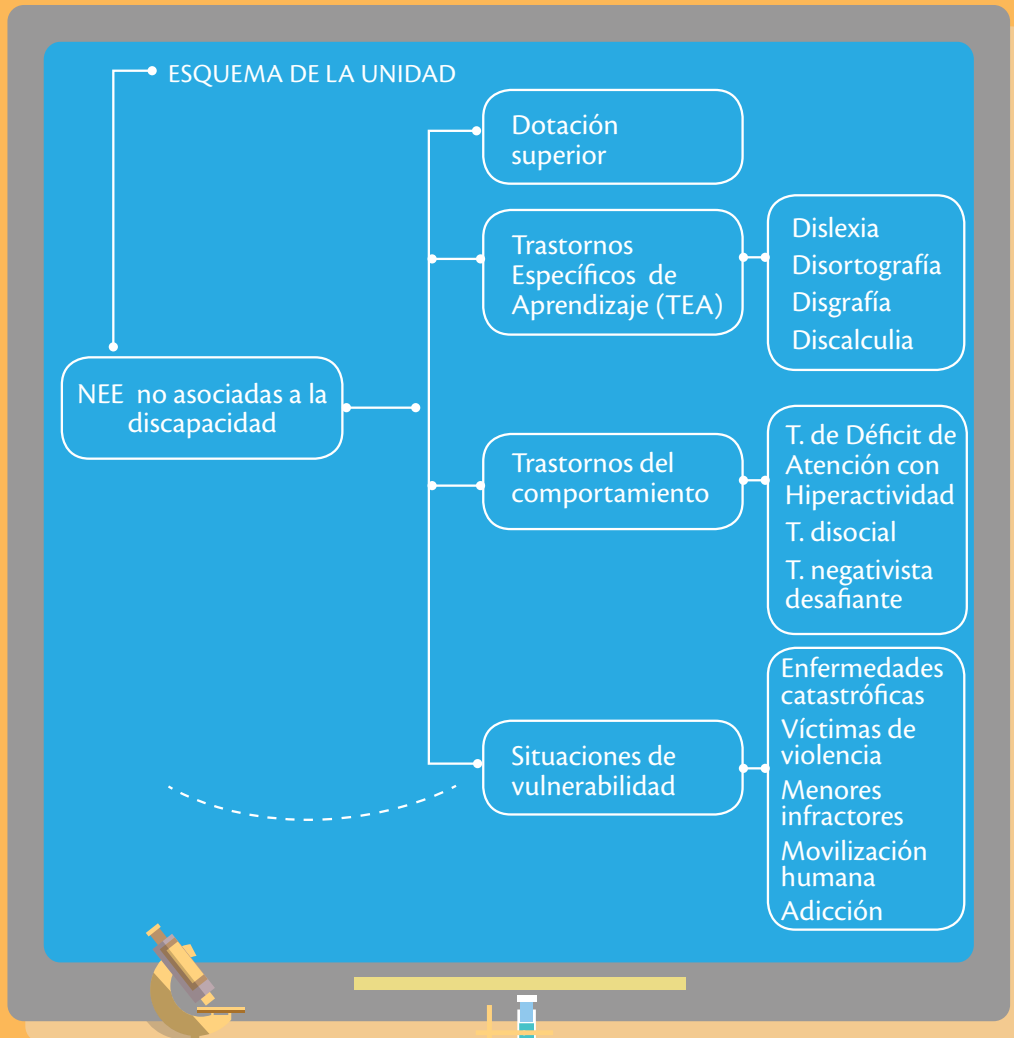 ESQUEMA DE LA UNIDAD
NEE no asociadas a la
discapacidad
Dotación
superior
Trastornos
Específicos de
Aprendizaje (TEA)
Dislexia
Disortografía
Disgrafía
Discalculia
Trastornos del
comportamiento
T. de Déficit de
Atención con
Hiperactividad
T. disocial
T. negativista
desafiante
Situaciones de
vulnerabilidad
Enfermedades
catastróficas
Víctimas de
violencia
Menores
infractores
Movilización
humana
Adicción